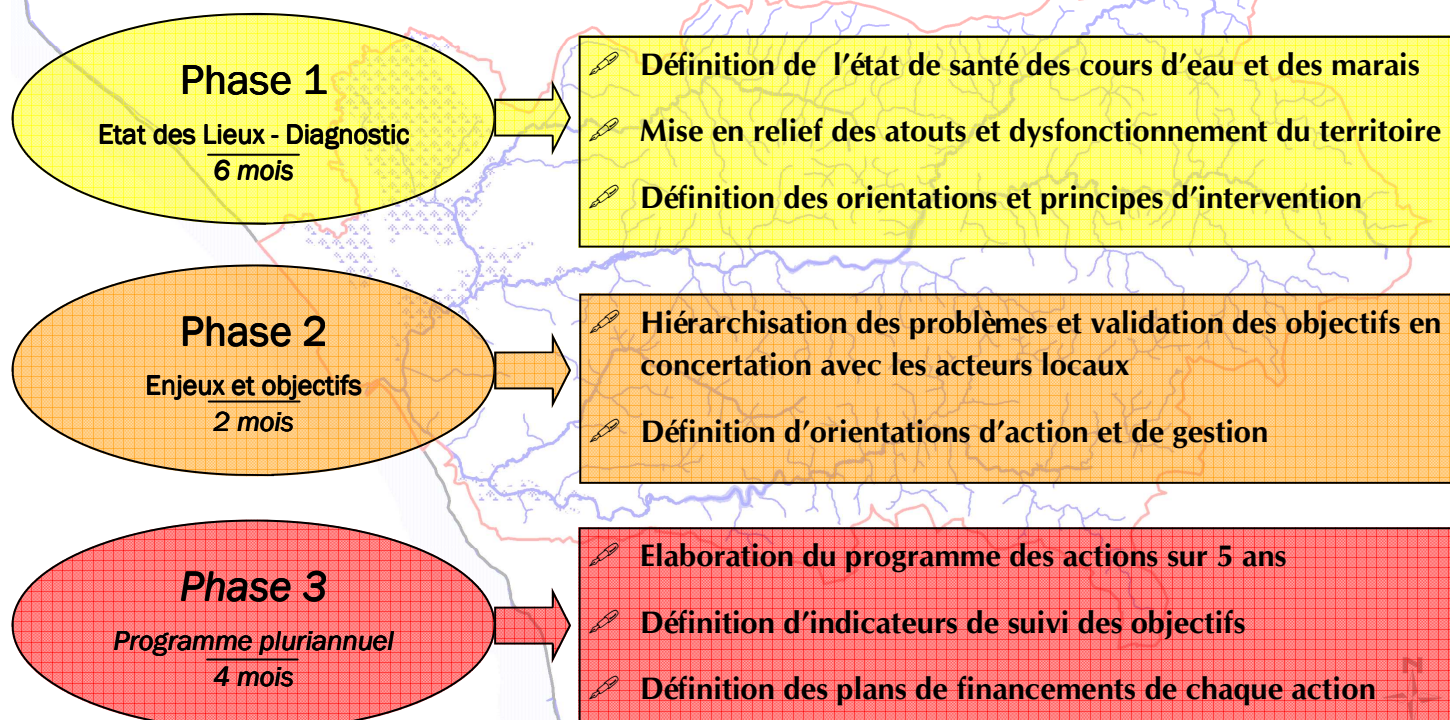 Phase 1
Etat des Lieux - Diagnostic
6 mois
Définition de l'état de santé des cours d'eau et des marais
Mise en relief des atouts et dysfonctionnement du territoire
Définition des orientations et principes d'intervention
Phase 2
Enjeux et objectifs
2 mois
Hiérarchisation des problèmes et validation des objectifs en
concertation avec les acteurs locaux
Définition d'orientations d'action et de gestion
Phase 3
Programme pluriannuel
4 mois
Elaboration du programme des actions sur 5 ans
Définition d'indicateurs de suivi des objectifs
Définition des plans de financements de chaque action
N